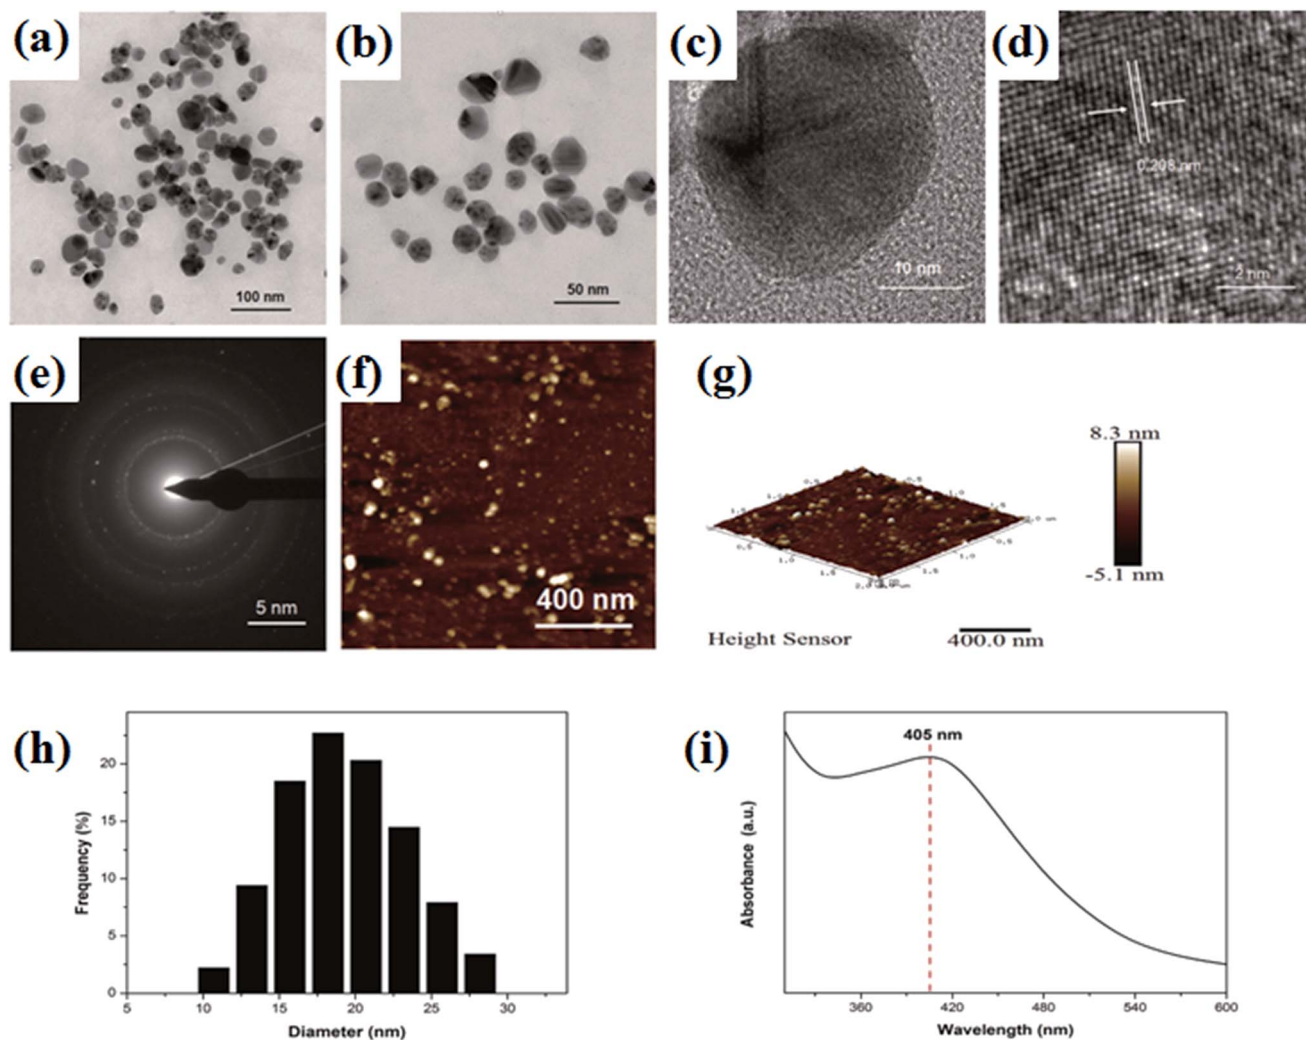 (a)
(b)
(c)
(d)
100 nm
50 nm
10 nm
0.208 nm
2 nm
(e)
(f)
(g)
5 nm
400 nm
8.3 nm
-5.1 nm
Height Sensor
400.0 nm
(h)
Frequency (%)
20
15
10
5
0
5 10 15 20 25 30
Diameter (nm)
(i)
405 nm
Absorbance (a.u.)
360 420 480 540 600
Wavelength (nm)